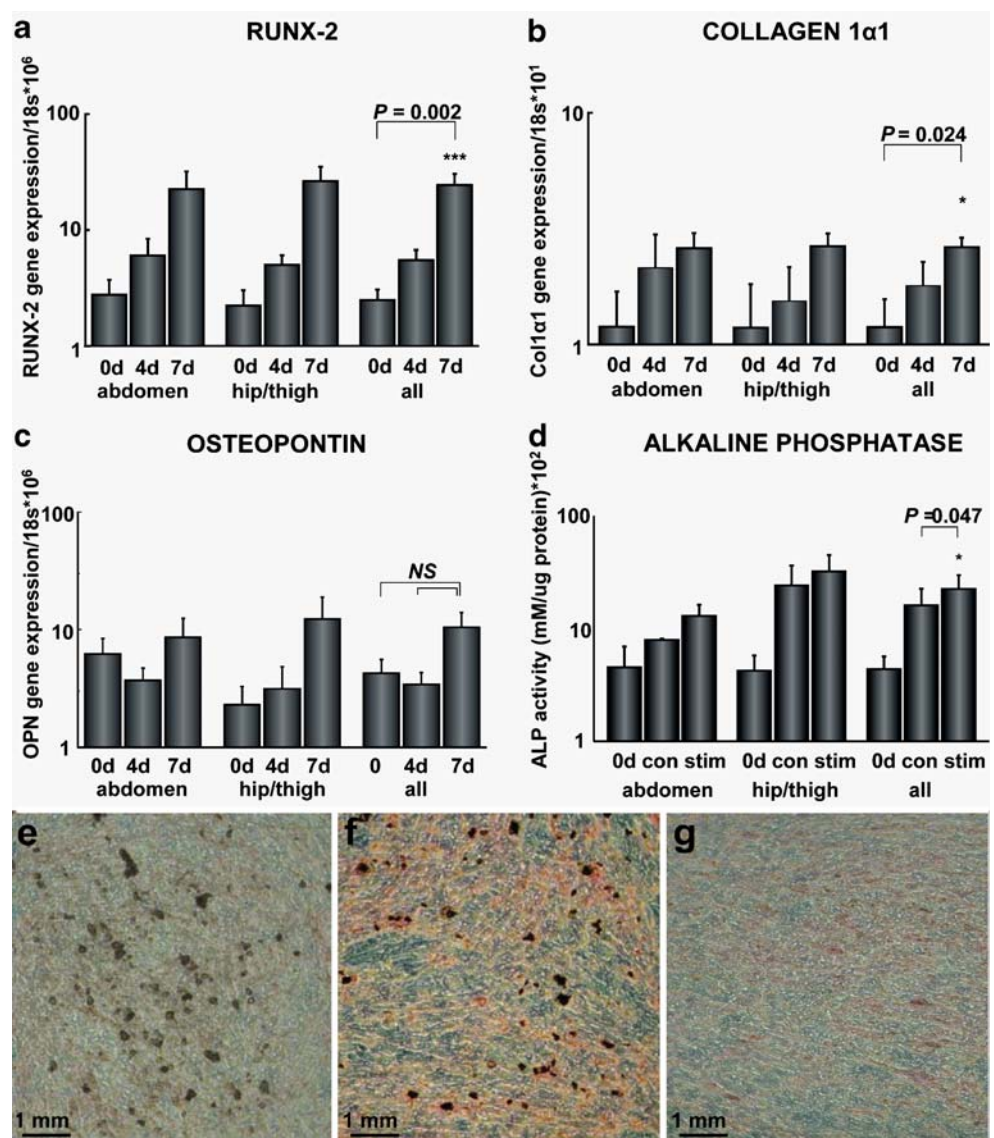 a
RUNX-2
RUNX-2 gene expression/18s*10⁶
100
10
1
P = 0.002
***
0d 4d 7d 0d 4d 7d 0d 4d 7d
abdomen hip/thigh all
b
COLLAGEN 1α1
Col1α1 gene expression/18s*10¹
10
1
P = 0.024
*
0d 4d 7d 0d 4d 7d 0d 4d 7d
abdomen hip/thigh all
c
OSTEOPONTIN
OPN gene expression/18s*10⁶
100
10
1
NS
0d 4d 7d 0d 4d 7d 0 4d 7d
abdomen hip/thigh all
d
ALKALINE PHOSPHATASE
ALP activity (mM/ug protein)*10²
100
10
1
P =0.047
*
0d con stim 0d con stim 0d con stim
abdomen hip/thigh all
e
1 mm
f
1 mm
g
1 mm